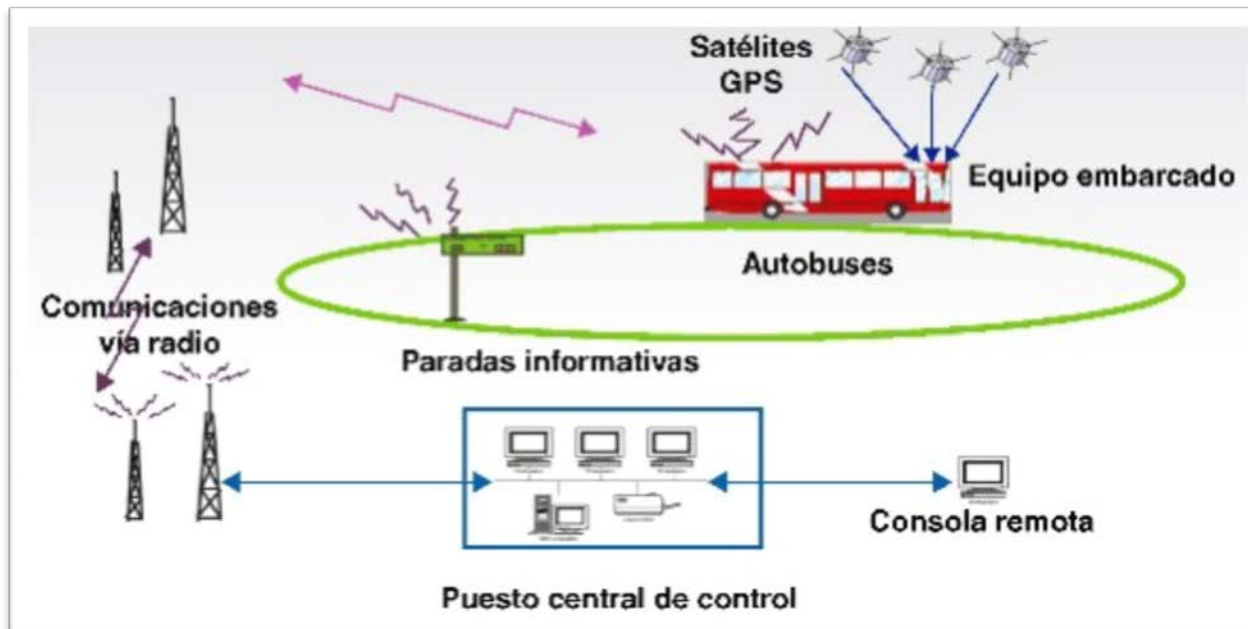 Satélites
GPS
Equipo embarcado
Autobuses
Comunicaciones
vía radio
Paradas informativas
Consola remota
Puesto central de control